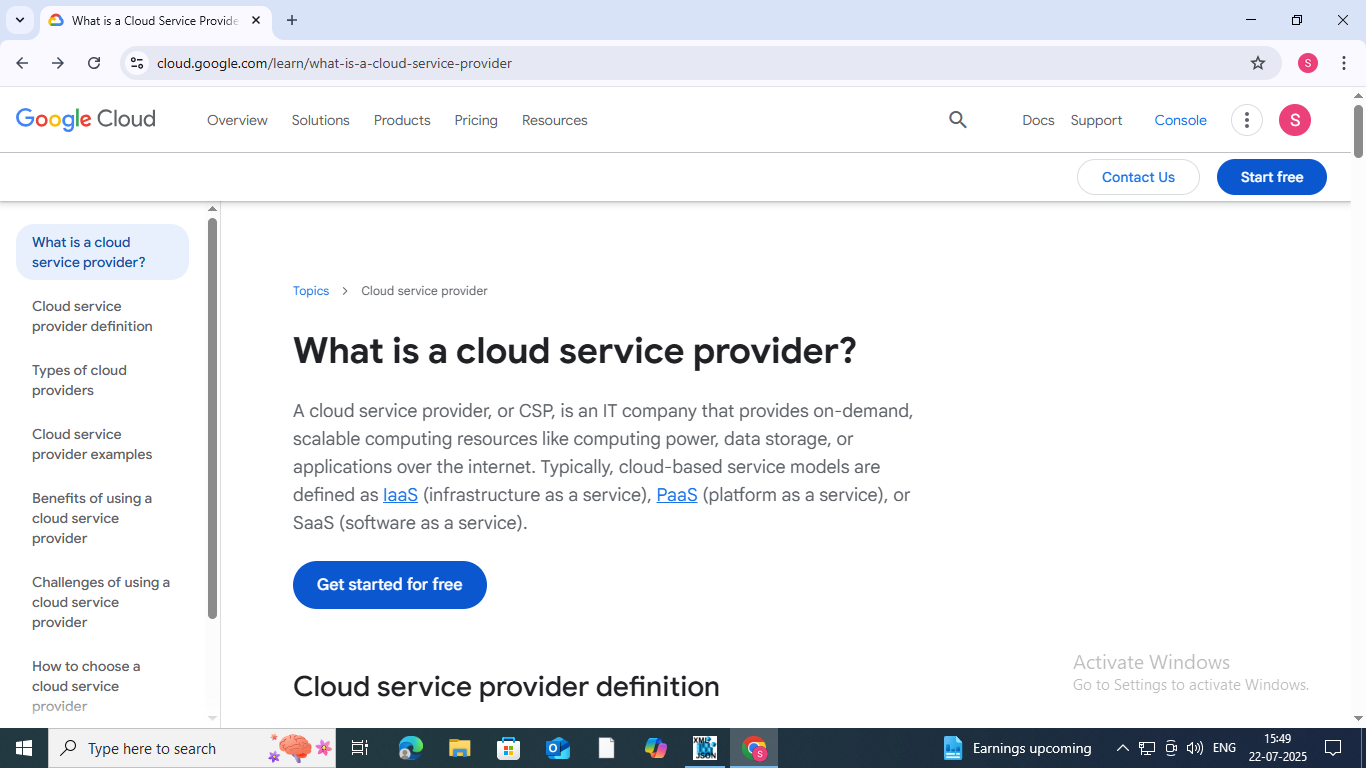 What is a Cloud Service Provide
cloud.google.com/learn/what-is-a-cloud-service-provider
S
Google Cloud
Overview
Solutions
Products
Pricing
Resources
Docs
Support
Console
S
Contact Us
Start free
What is a cloud
service provider?
Cloud service
provider definition
Types of cloud
providers
Cloud service
provider examples
Benefits of using a
cloud service
provider
Challenges of using a
cloud service
provider
How to choose a
cloud service
provider
Topics
Cloud service provider
What is a cloud service provider?
A cloud service provider, or CSP, is an IT company that provides on-demand,
scalable computing resources like computing power, data storage, or
applications over the internet. Typically, cloud-based service models are
defined as IaaS (infrastructure as a service), PaaS (platform as a service), or
SaaS (software as a service).
Get started for free
Cloud service provider definition
Activate Windows
Go to Settings to activate Windows.
Type here to search
XML
JSON
S
Earnings upcoming
ENG
15:49
22-07-2025